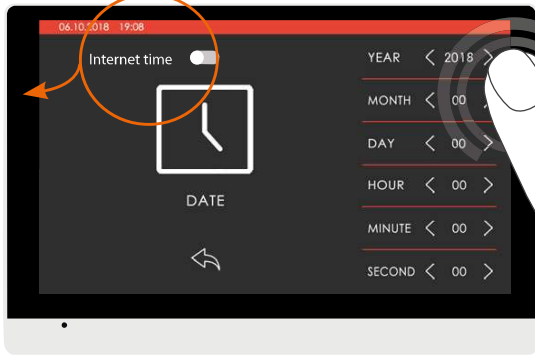 06.10.2018 19:08
Internet time
DATE
YEAR < 2018 >
MONTH < 00 >
DAY < 00 >
HOUR < 00 >
MINUTE < 00 >
SECOND < 00 >